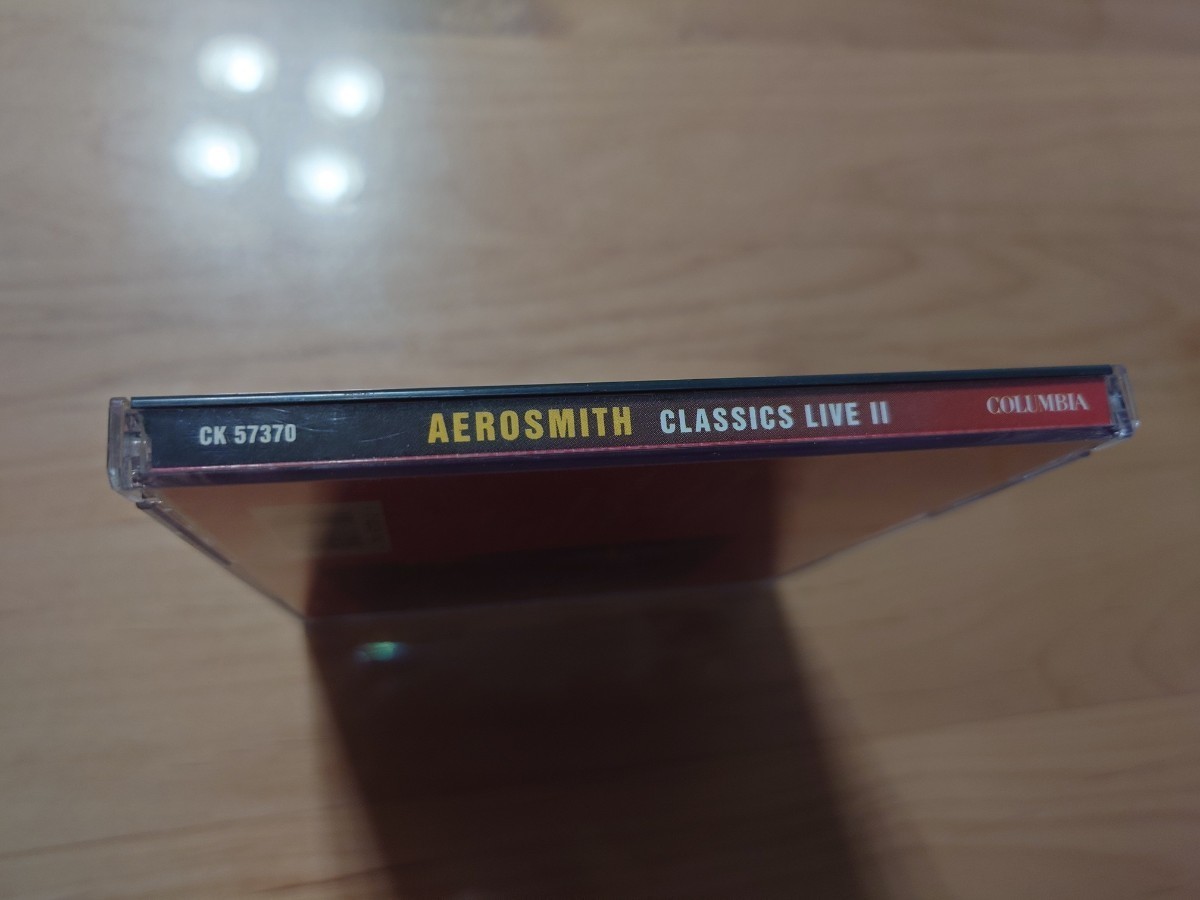 CK 57370 AEROSMITH CLASSICS LIVE II COLUMBIA